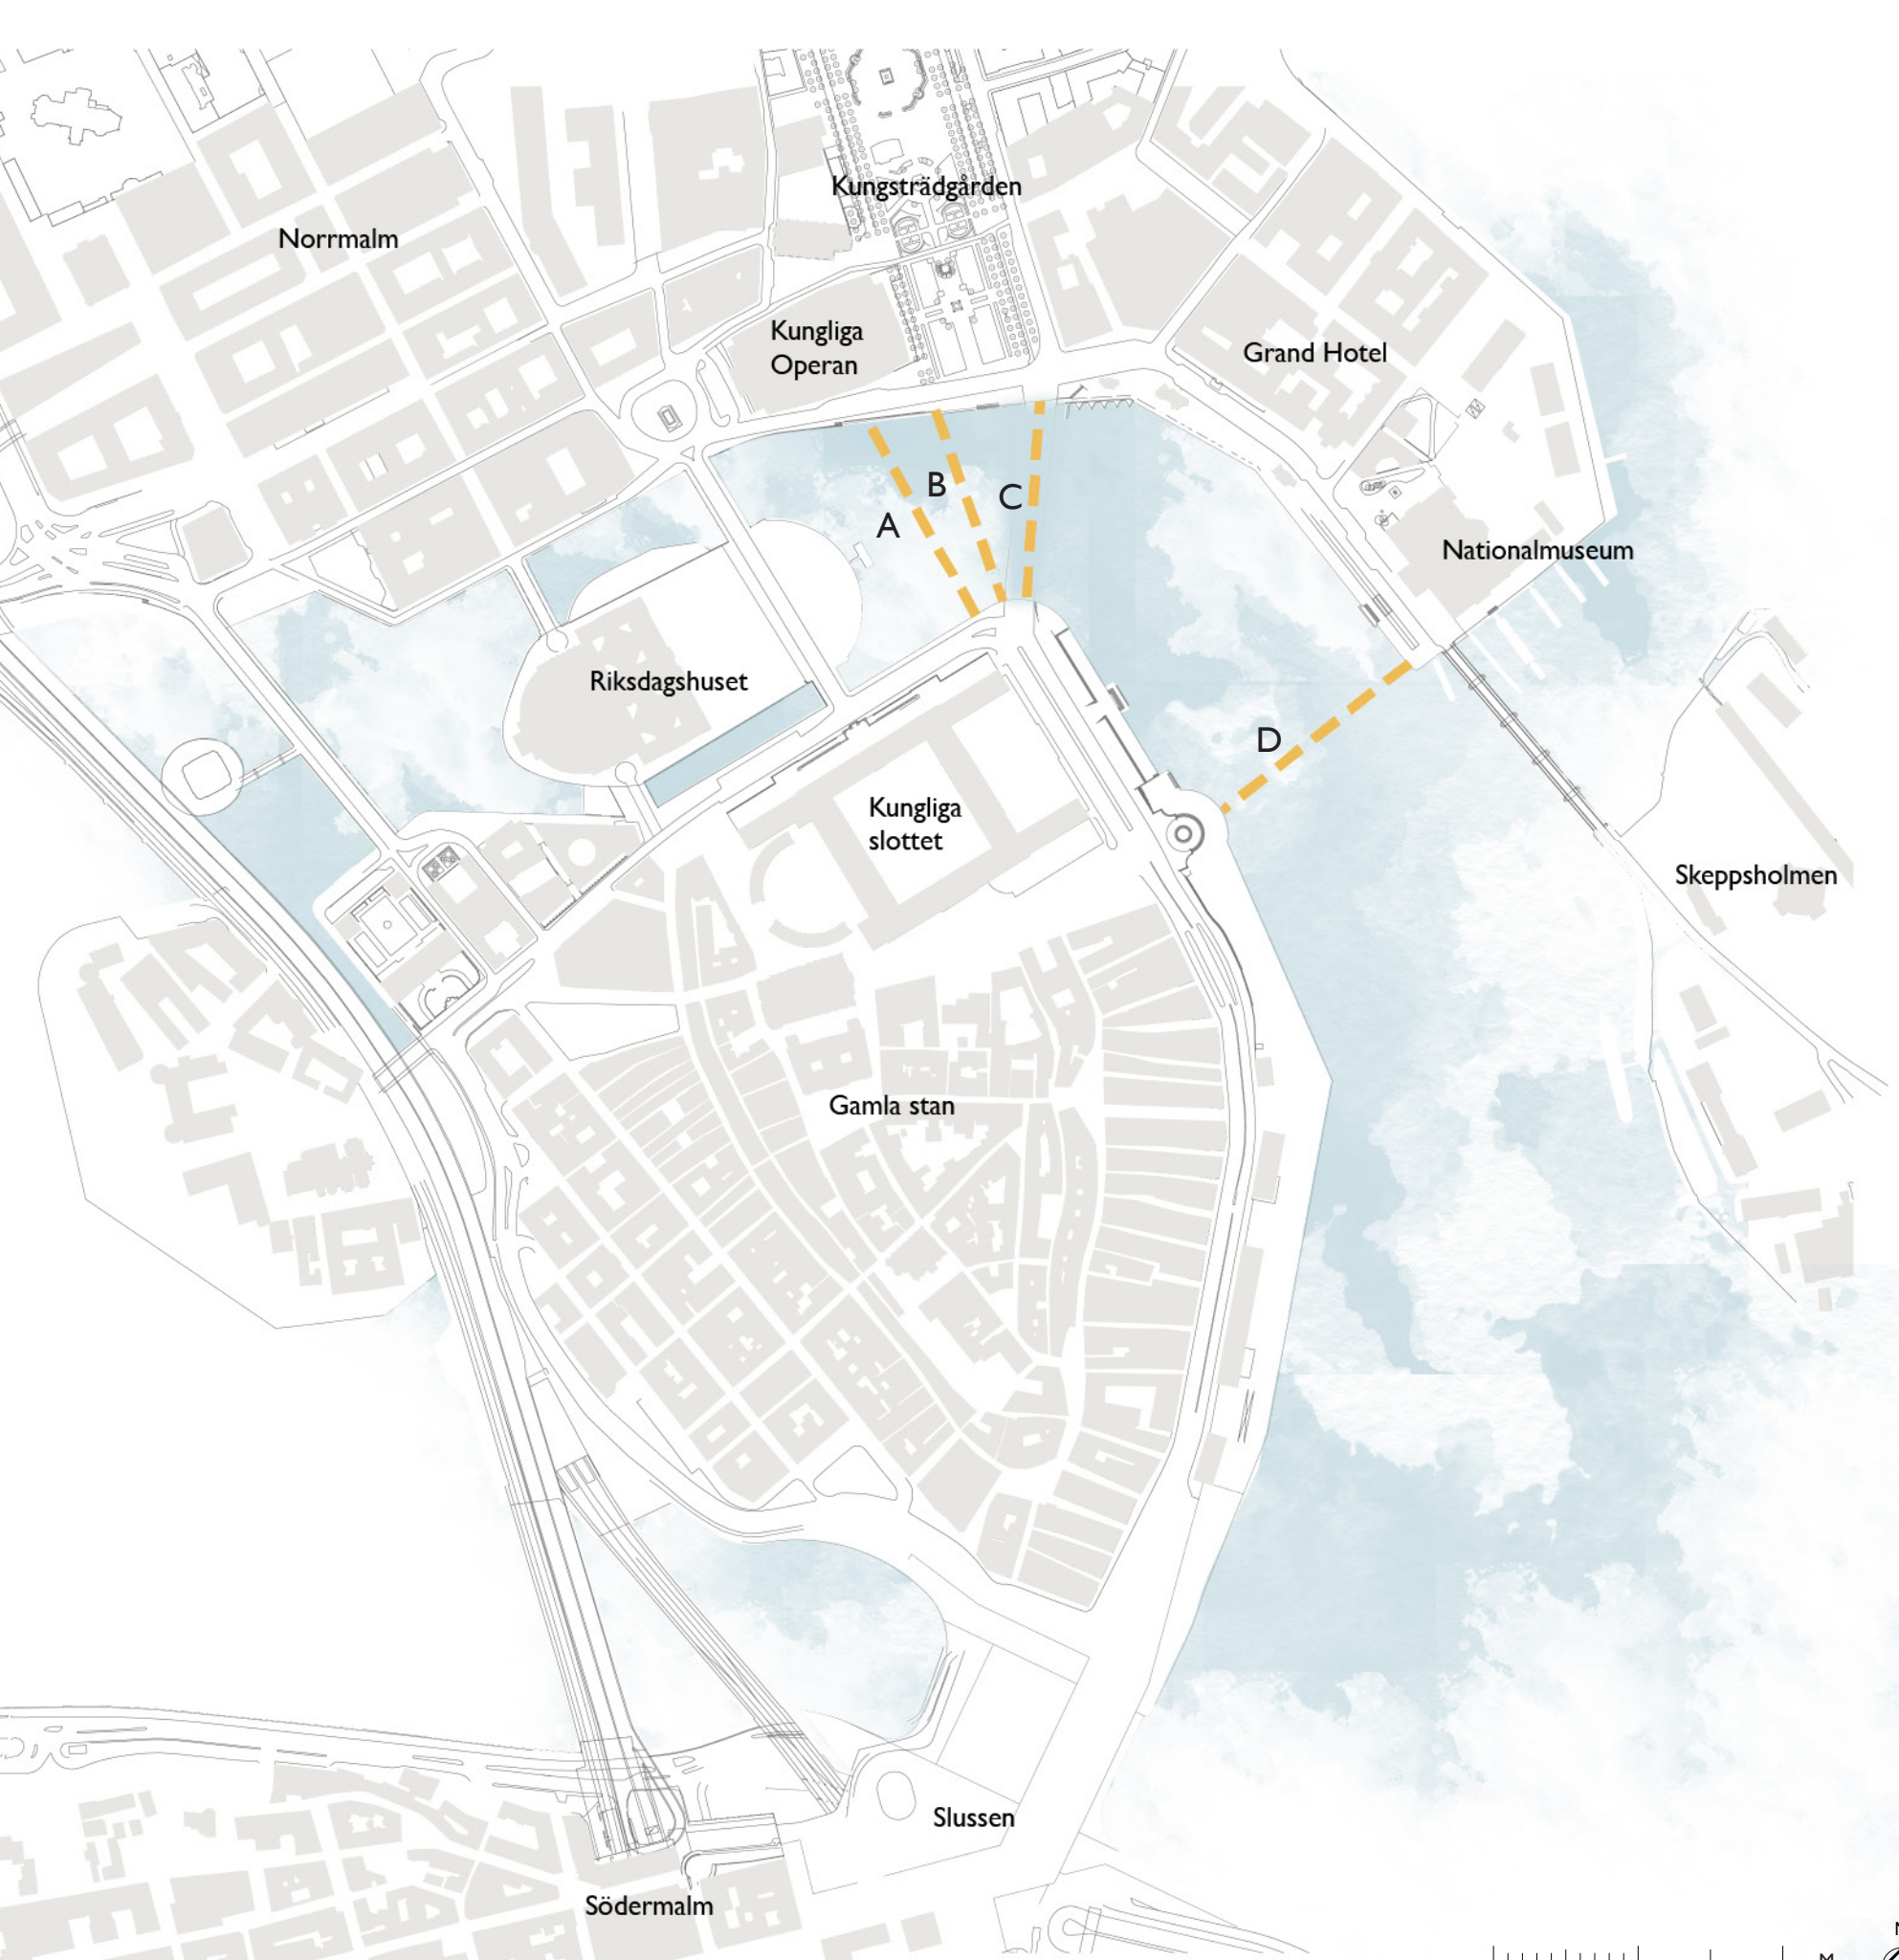 Kungsträdgården
Norrmalm
Kungliga
Operan
Grand Hotel
B
C
A
Nationalmuseum
Riksdagshuset
D
Kungliga
slottet
Skeppsholmen
Gamla stan
Slussen
Södermalm